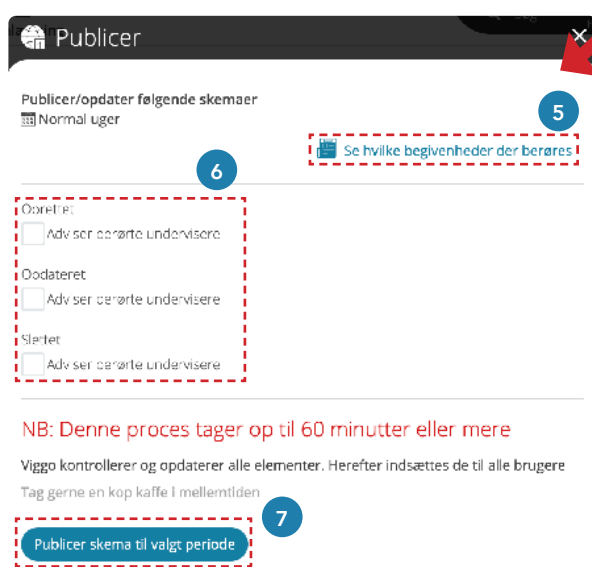 Publicer
Publicer/opdater følgende skemaer
Normal uger
5
Se hvilke begivenheder der berøres
6
Oprettet
Adviser berørte undervisere
Opdateret
Adviser berørte undervisere
Slettet
Adviser berørte undervisere
NB: Denne proces tager op til 60 minutter eller mere
Viggo kontrollerer og opdaterer alle elementer. Herefter indsættes de til alle brugere
Tag gerne en kop kaffe i mellemtiden
7
Publicer skema til valgt periode